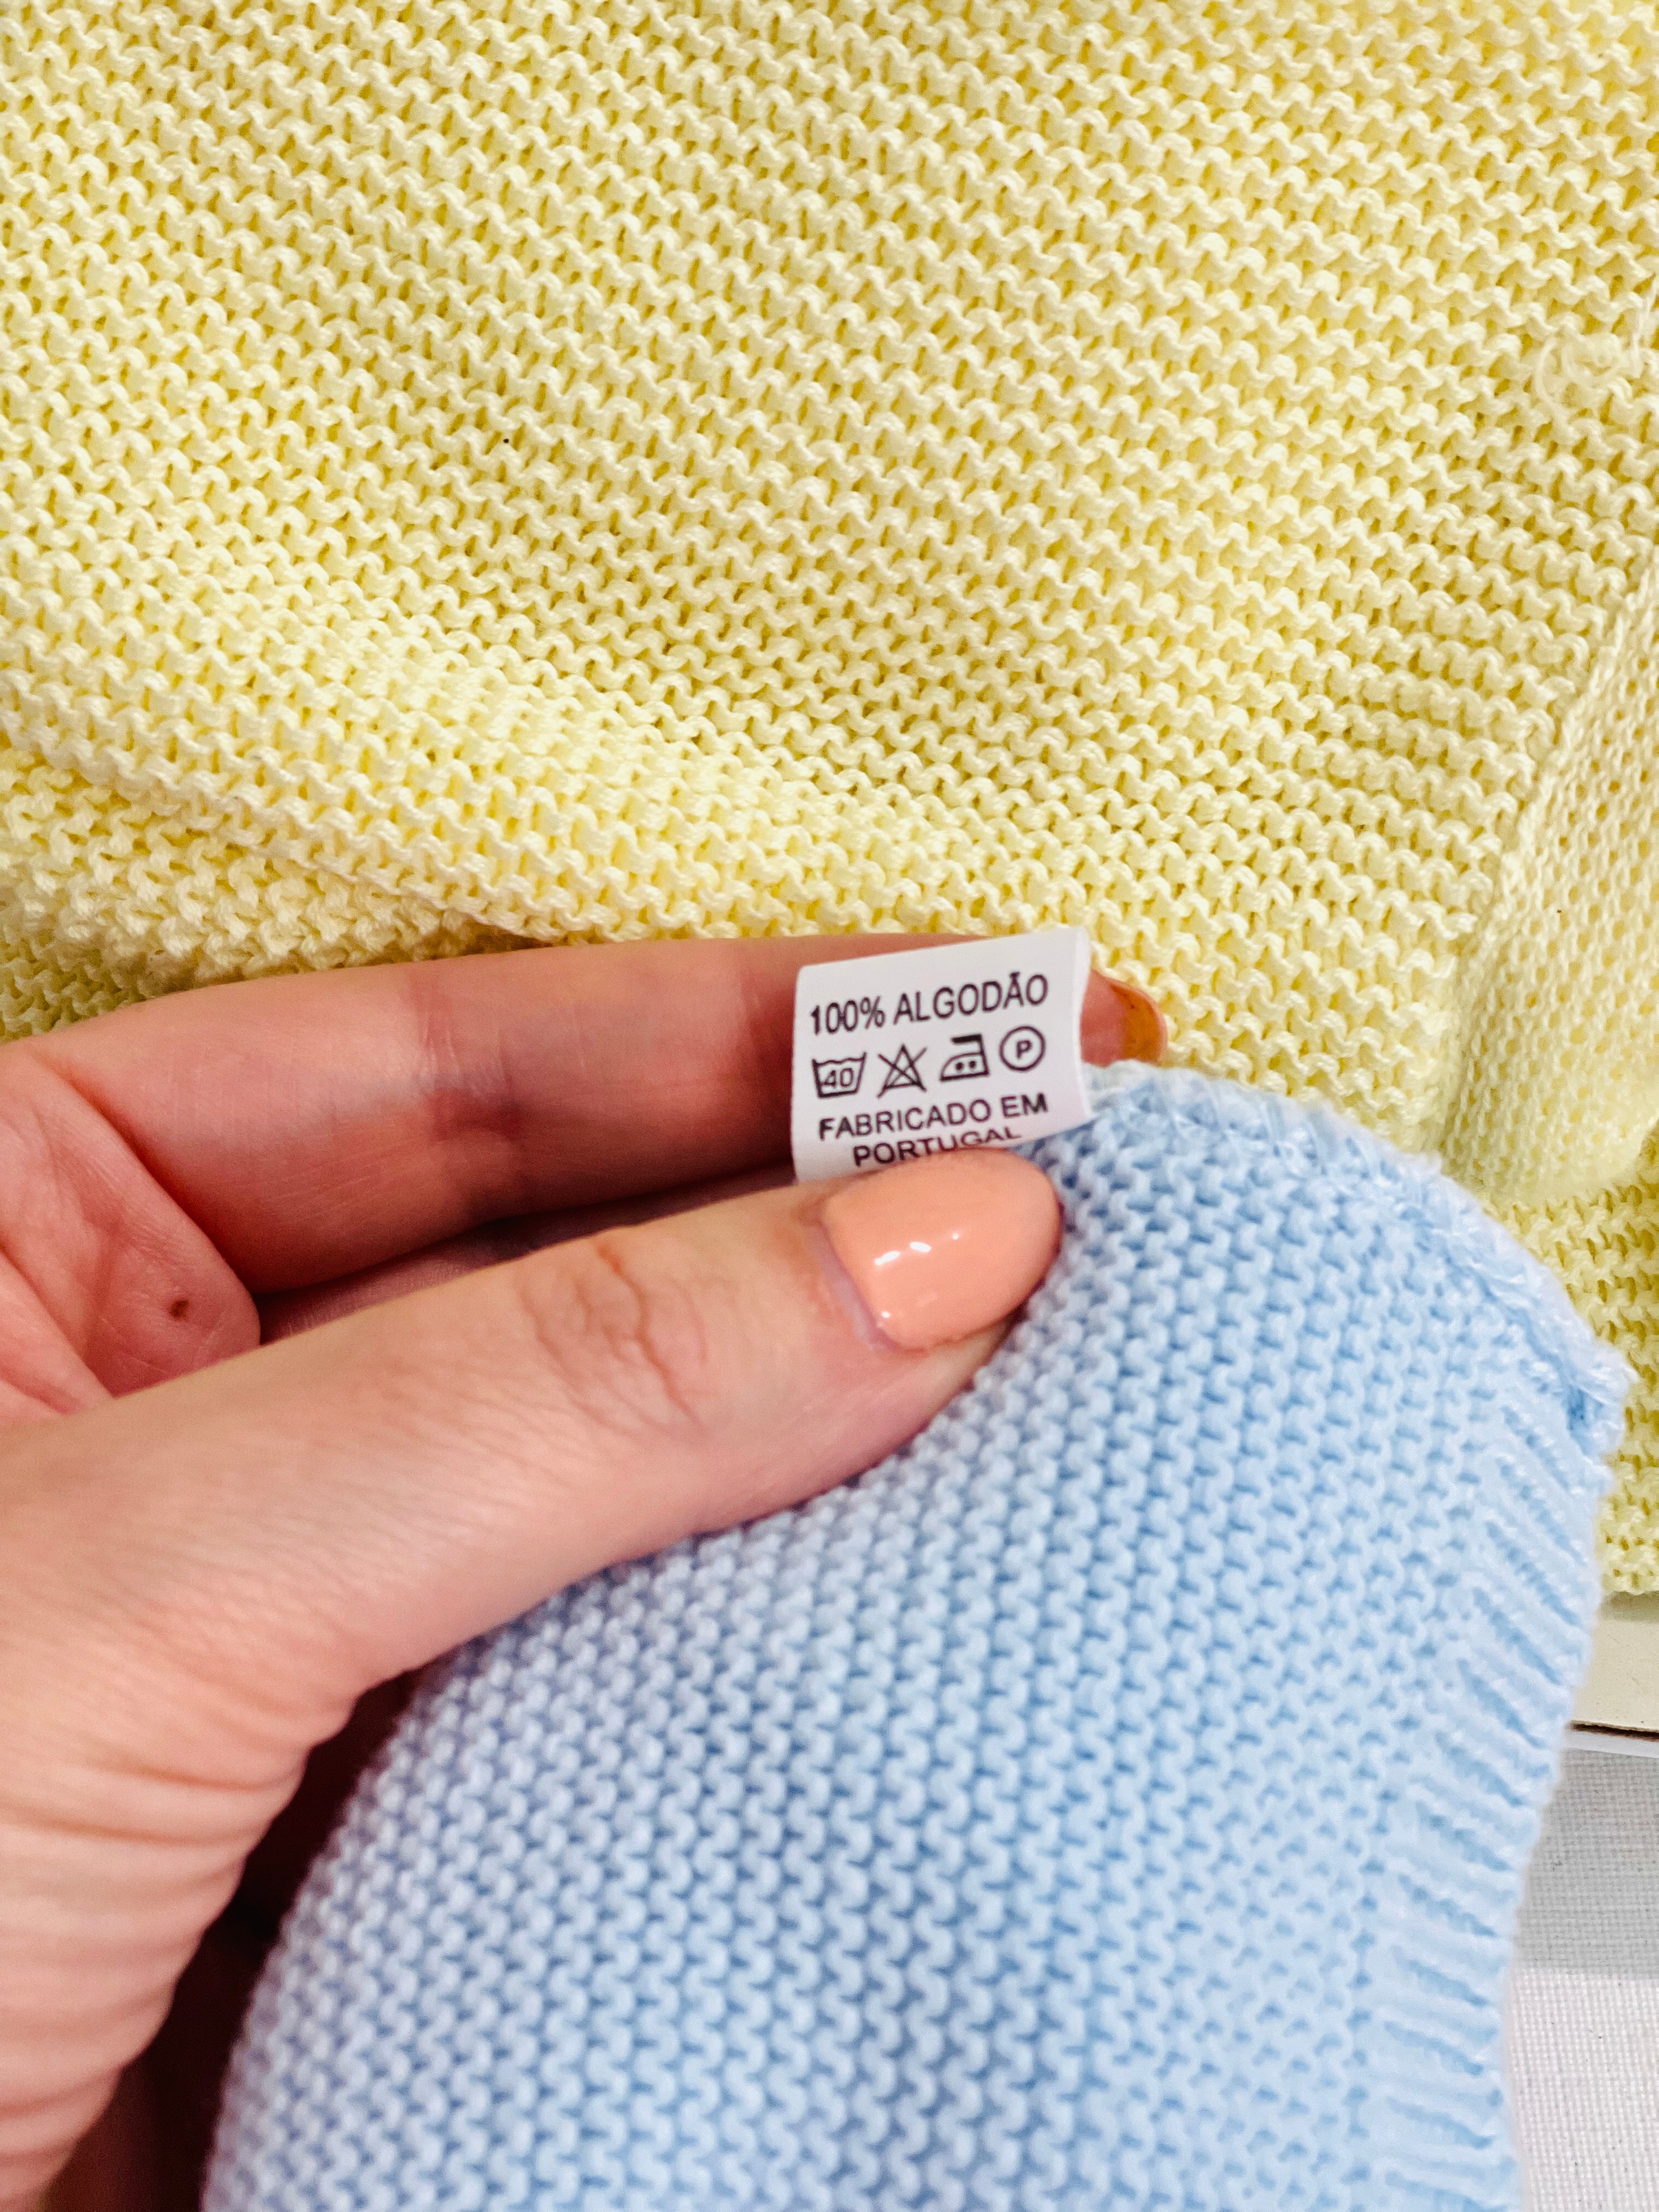 100% ALGODÃO
40 P
FABRICADO EM
PORTUGAL